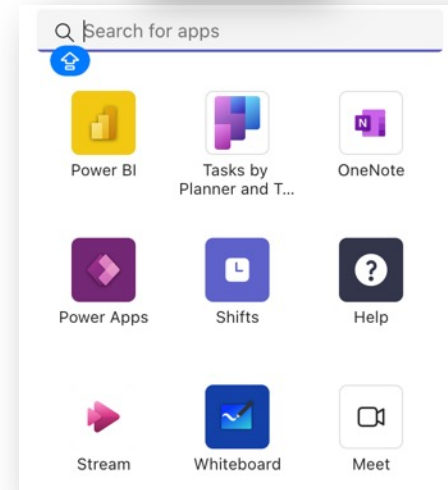 Search for apps
Power BI
Tasks by
Planner and T...
OneNote
N
Power Apps
Shifts
Help
?
Stream
Whiteboard
Meet